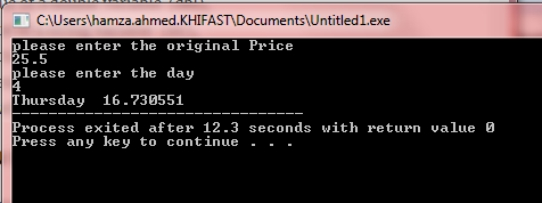 C:\Users\hamza.ahmed.KHIFAST\Documents\Untitled1.exe
please enter the original Price
25.5
please enter the day
4
Thursday  16.730551
--------------------------------
Process exited after 12.3 seconds with return value 0
Press any key to continue . . .